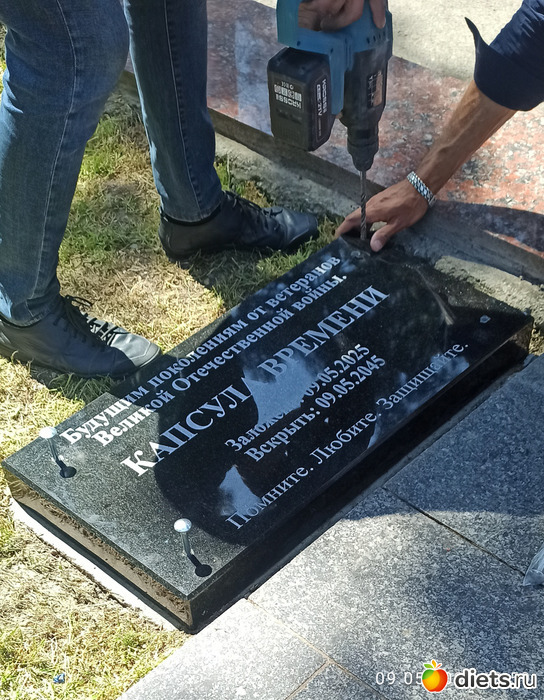 Будущим поколениям от ветеранов
Великой Отечественной войны.
КАПСУЛА ВРЕМЕНИ
09.05.2025
Вскрыть: 09.05.2045
Помните. Любите. Защищайте.
09.05
diets.ru